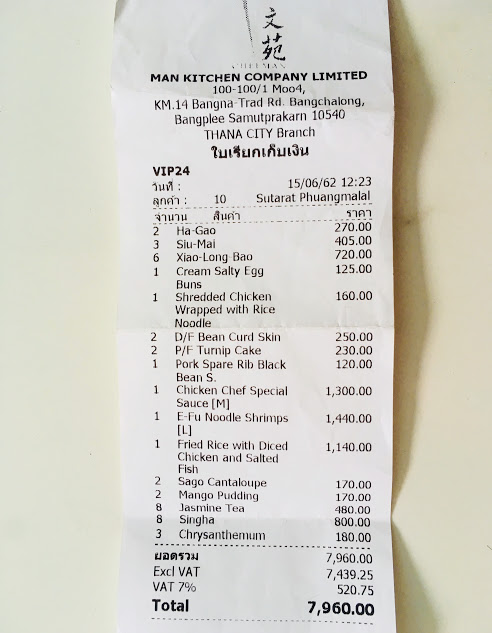 文
苑
CHEF MAN
MAN KITCHEN COMPANY LIMITED
100-100/1 Moo4,
KM.14 Bangna-Trad Rd. Bangchalong,
Bangplee Samutprakarn 10540
THANA CITY Branch
ใบเรียกเก็บเงิน
VIP24
วันที่ : 15/06/62 12:23
ลูกค้า : 10 Sutarat Phuangmalai
จำนวน สินค้า ราคา
2 Ha-Gao 270.00
3 Siu-Mai 405.00
6 Xiao-Long-Bao 720.00
1 Cream Salty Egg 125.00
Buns
1 Shredded Chicken 160.00
Wrapped with Rice
Noodle
2 D/F Bean Curd Skin 250.00
2 P/F Turnip Cake 230.00
1 Pork Spare Rib Black 120.00
Bean S.
1 Chicken Chef Special 1,300.00
Sauce [M]
1 E-Fu Noodle Shrimps 1,440.00
[L]
1 Fried Rice with Diced 1,140.00
Chicken and Salted
Fish
2 Sago Cantaloupe 170.00
2 Mango Pudding 170.00
8 Jasmine Tea 480.00
8 Singha 800.00
3 Chrysanthemum 180.00
ยอดรวม 7,960.00
Excl VAT 7,439.25
VAT 7% 520.75
Total 7,960.00